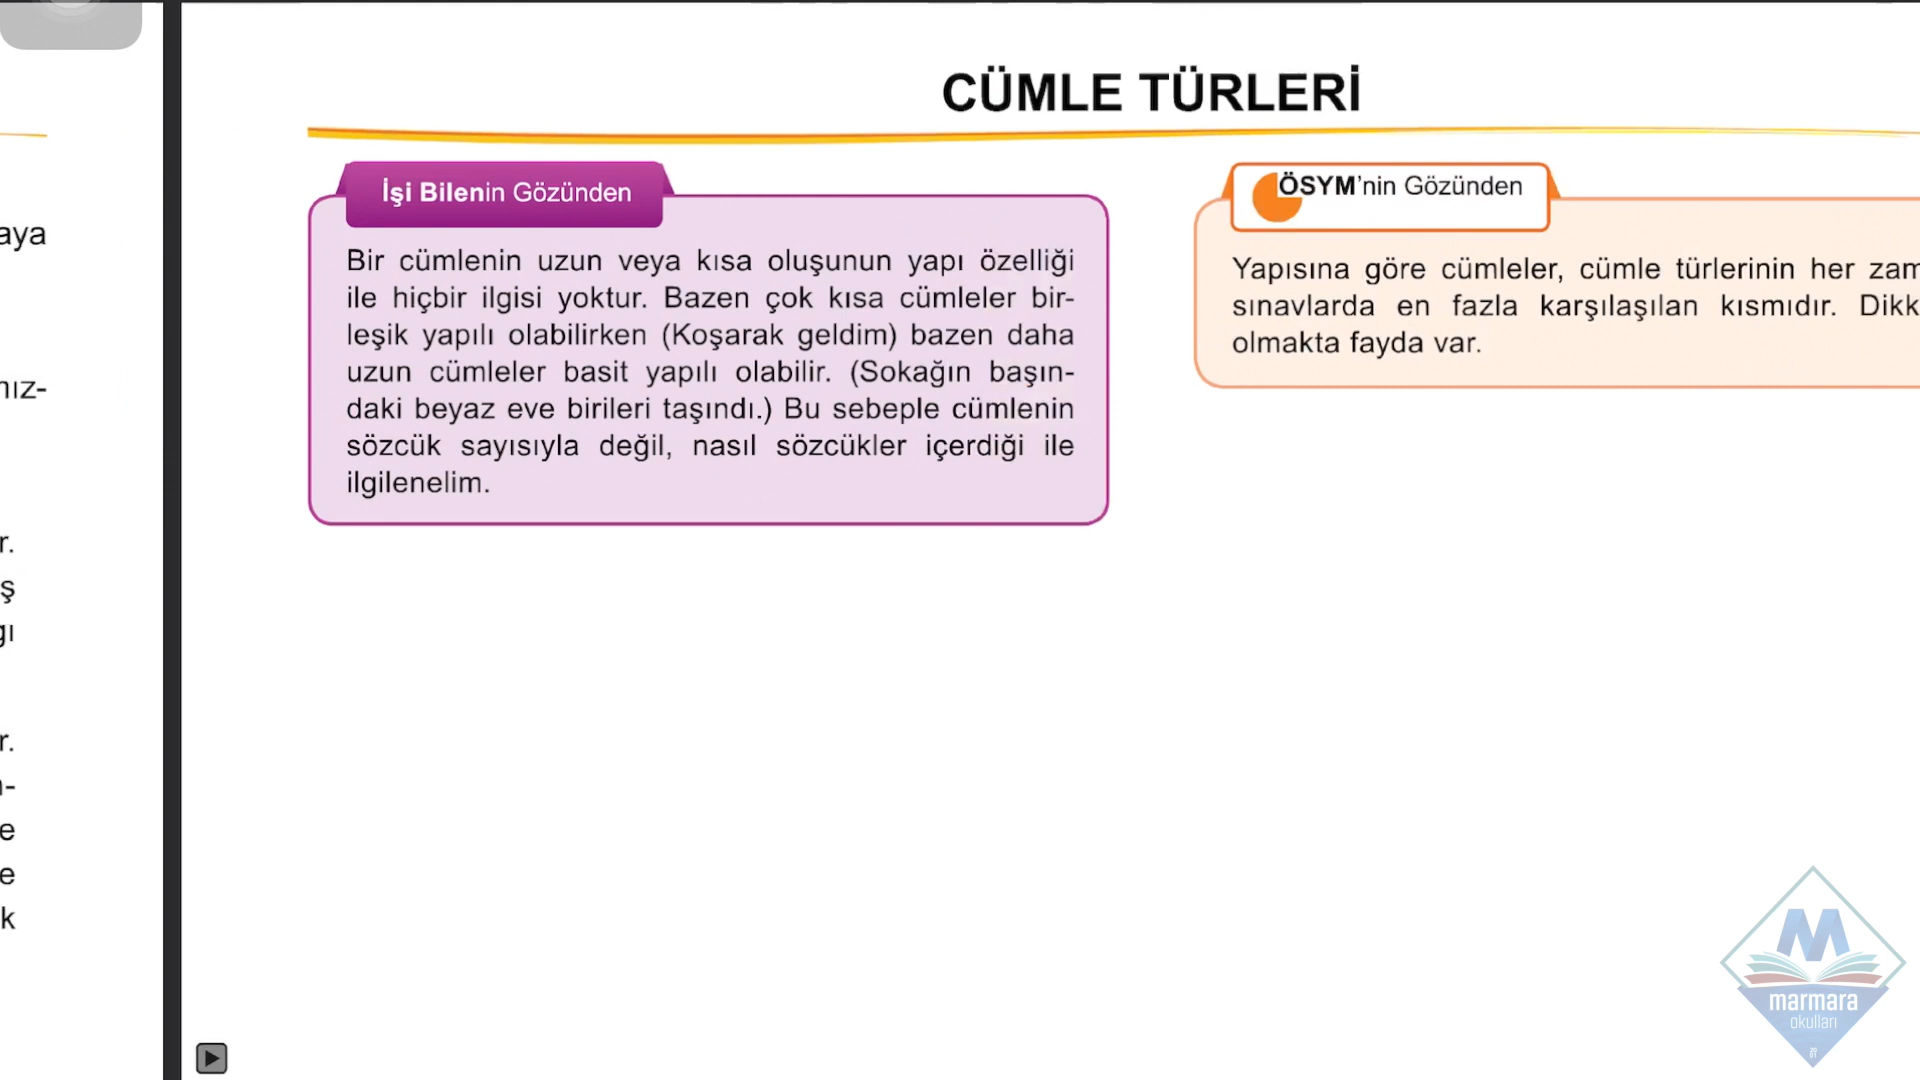 CÜMLE TÜRLERİ
İşi Bilenin Gözünden
Bir cümlenin uzun veya kısa oluşunun yapı özelliği
ile hiçbir ilgisi yoktur. Bazen çok kısa cümleler bir-
leşik yapılı olabilirken (Koşarak geldim) bazen daha
uzun cümleler basit yapılı olabilir. (Sokağın başın-
daki beyaz eve birileri taşındı.) Bu sebeple cümlenin
sözcük sayısıyla değil, nasıl sözcükler içerdiği ile
ilgilenelim.
ÖSYM'nin Gözünden
Yapısına göre cümleler, cümle türlerinin her zam
sınavlarda en fazla karşılaşılan kısmıdır. Dikk
olmakta fayda var.
aya
nız-
r.
ş
ğı
r.
e
e
k
M
marmara
okulları